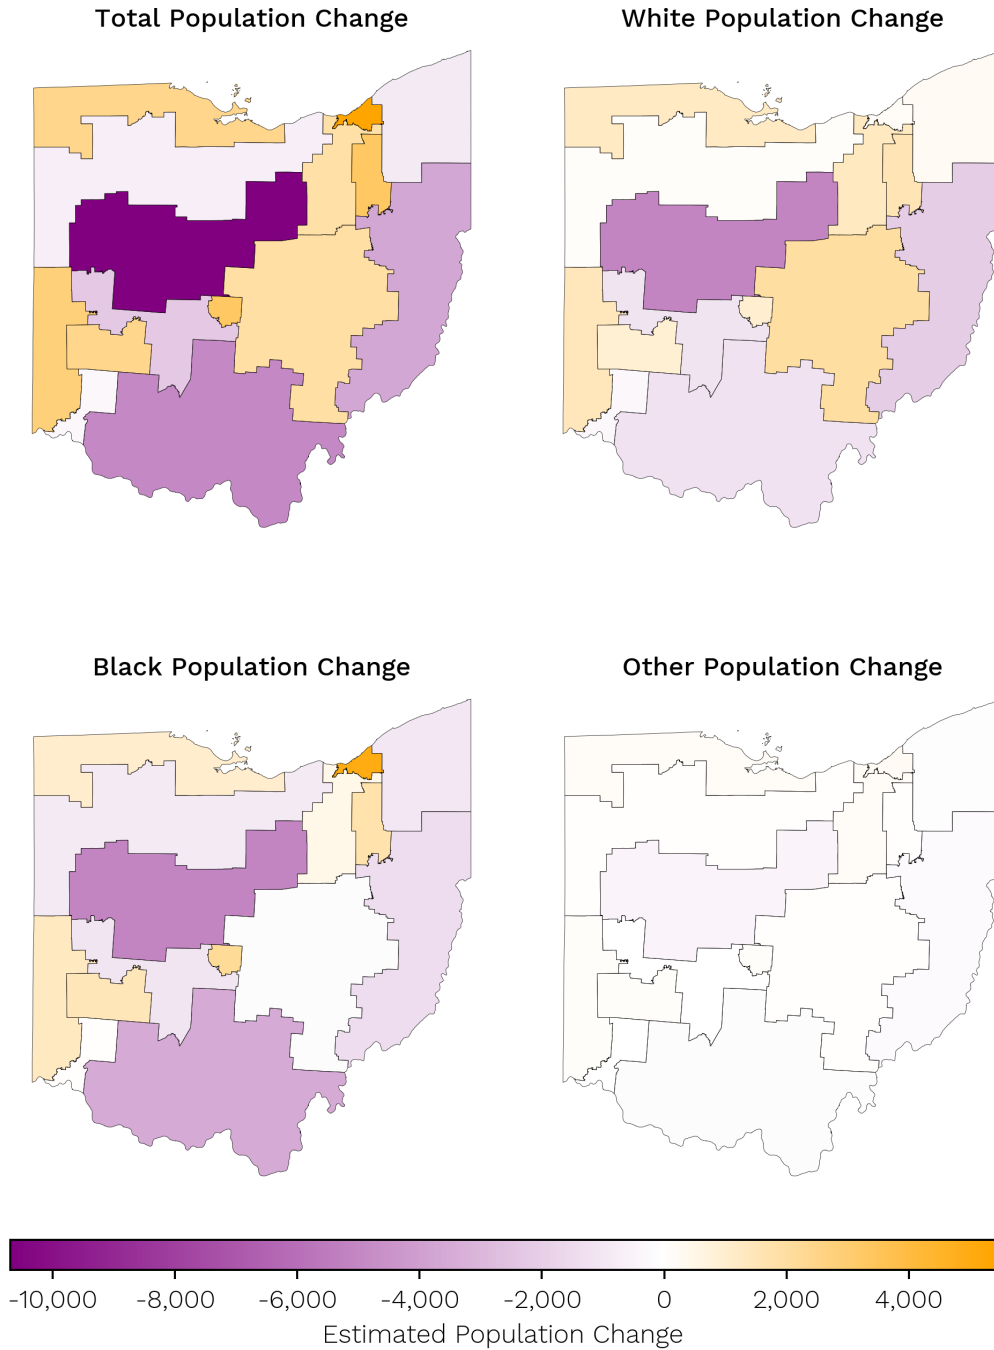 Total Population Change
White Population Change
Black Population Change
Other Population Change
-10,000 -8,000 -6,000 -4,000 -2,000 0 2,000 4,000
Estimated Population Change